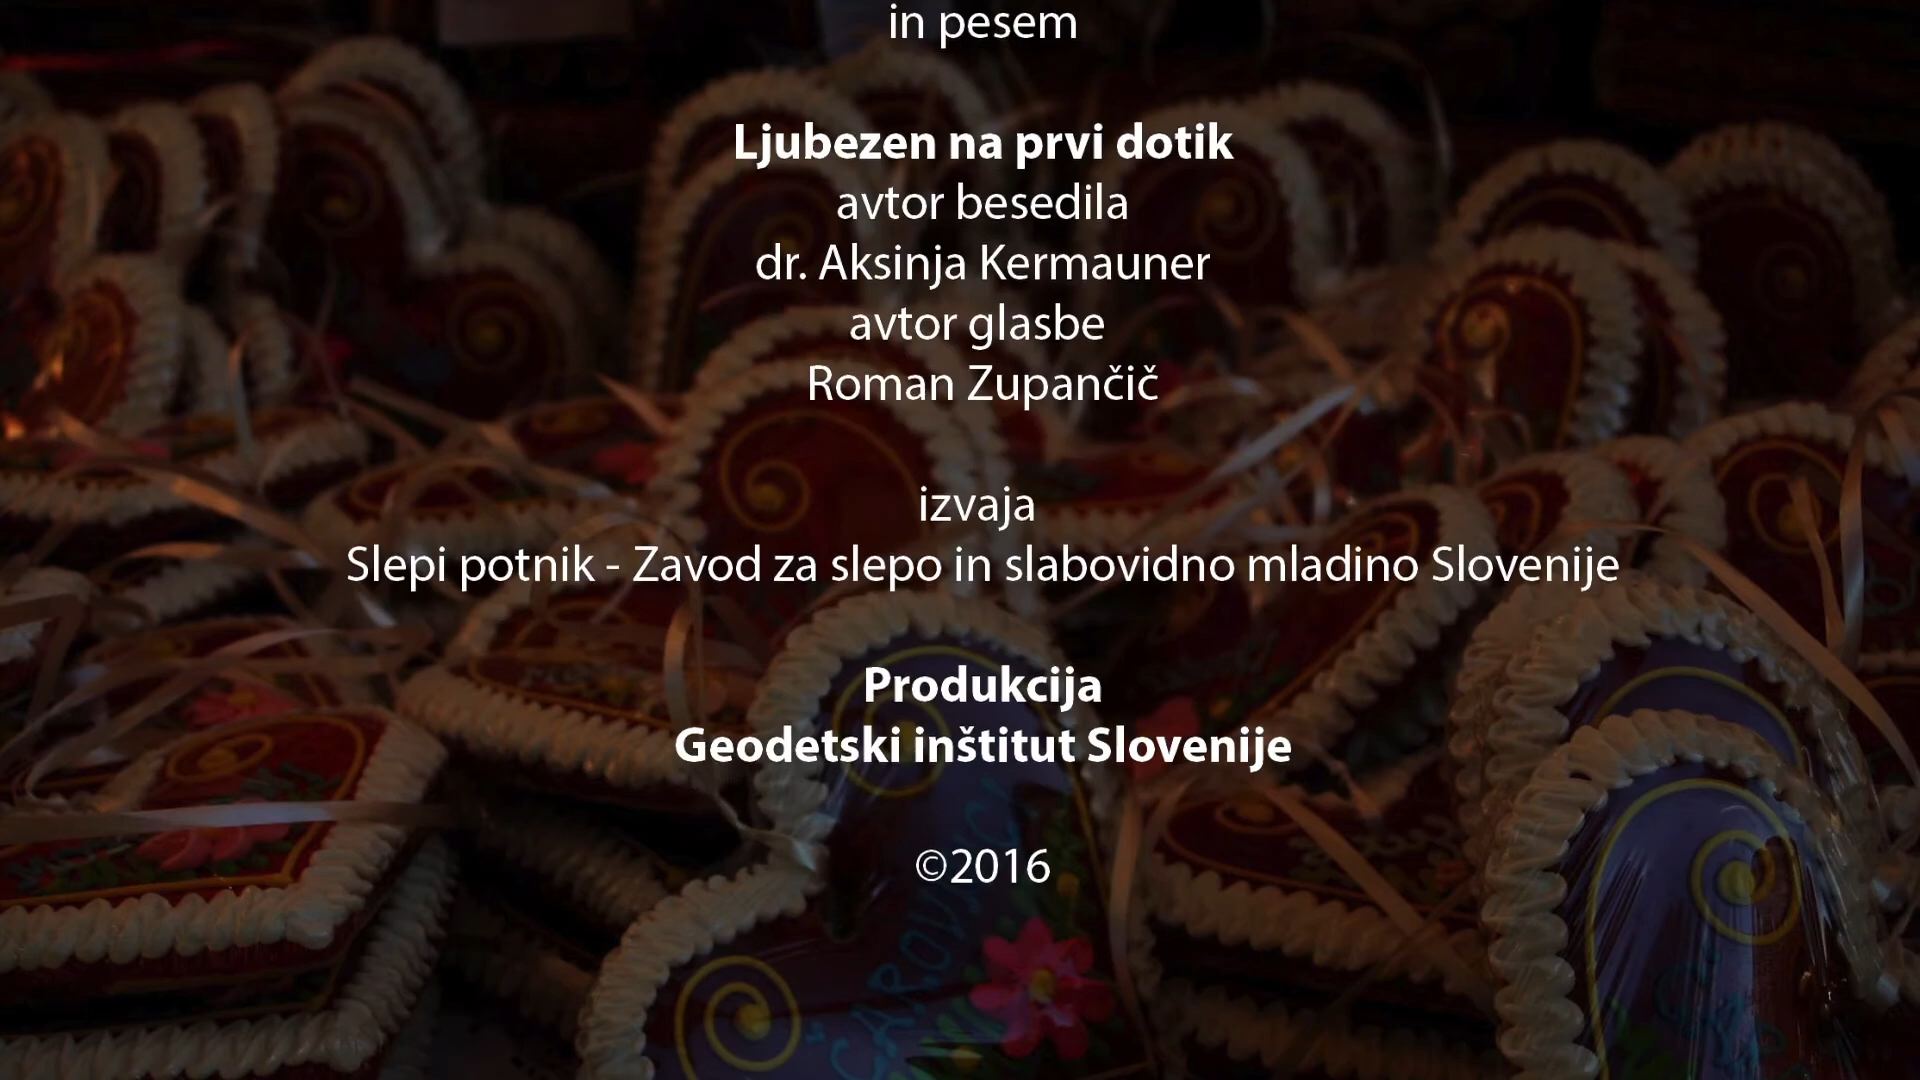 in pesem
Ljubezen na prvi dotik
avtor besedila
dr. Aksinja Kermauner
avtor glasbe
Roman Zupančič
izvaja
Slepi potnik - Zavod za slepo in slabovidno mladino Slovenije
Produkcija
Geodetski inštitut Slovenije
©2016